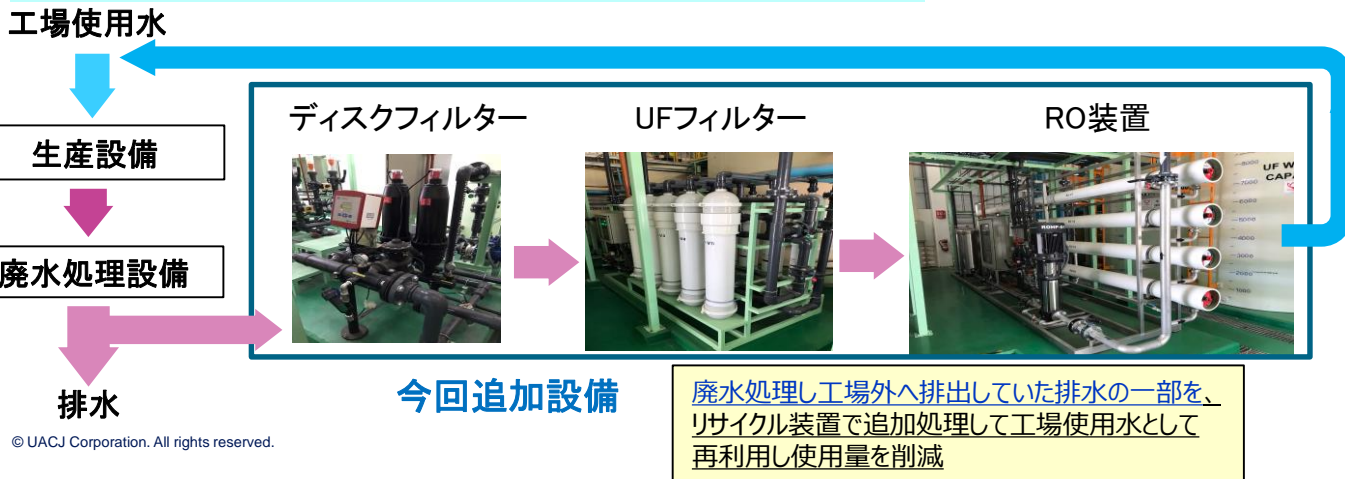 工場使用水
ディスクフィルター
UFフィルター
RO装置
生産設備
廃水処理設備
排水
今回追加設備
廃水処理し工場外へ排出していた排水の一部を、
リサイクル装置で追加処理して工場使用水として
再利用し使用量を削減
© UACJ Corporation. All rights reserved.
UF W
CAP